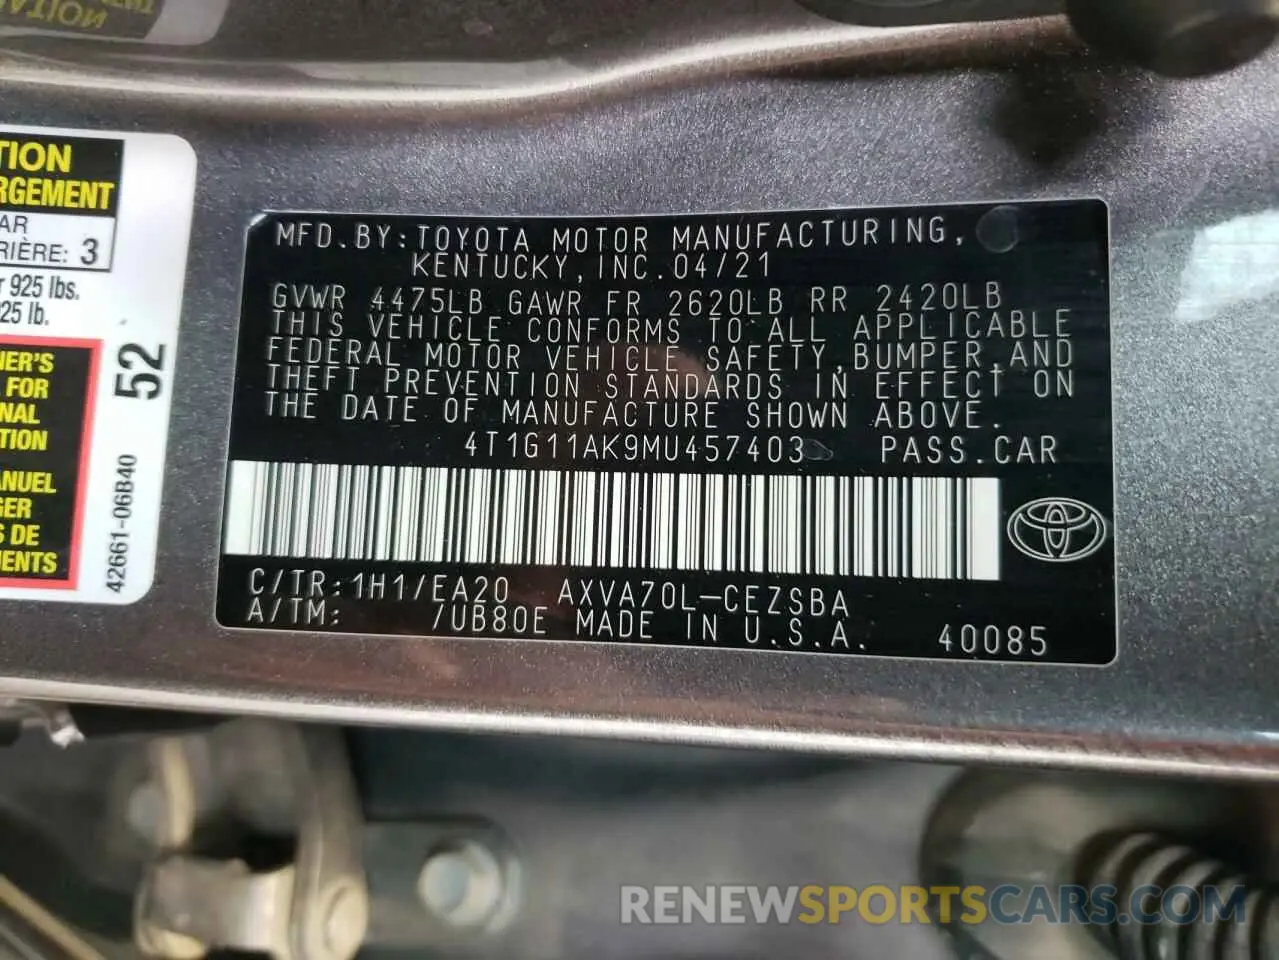 TION
RGEMENT
AR
RIÈRE: 3
925 lbs.
25 lb.
NER'S
FOR
NAL
TION
ANUEL
GER
S DE
MENTS
52
42661-06B40
MFD.BY:TOYOTA MOTOR MANUFACTURING,
KENTUCKY,INC.04/21
GVWR 4475LB GAWR FR 2620LB RR 2420LB
THIS VEHICLE CONFORMS TO ALL APPLICABLE
FEDERAL MOTOR VEHICLE SAFETY,BUMPER,AND
THEFT PREVENTION STANDARDS IN EFFECT ON
THE DATE OF MANUFACTURE SHOWN ABOVE.
4T1G11AK9MU457403 PASS.CAR
C/TR:1H1/EA20 AXVA70L-CEZSBA
A/TM: /UB80E MADE IN U.S.A. 40085
RENEWSPORTSCARS.COM